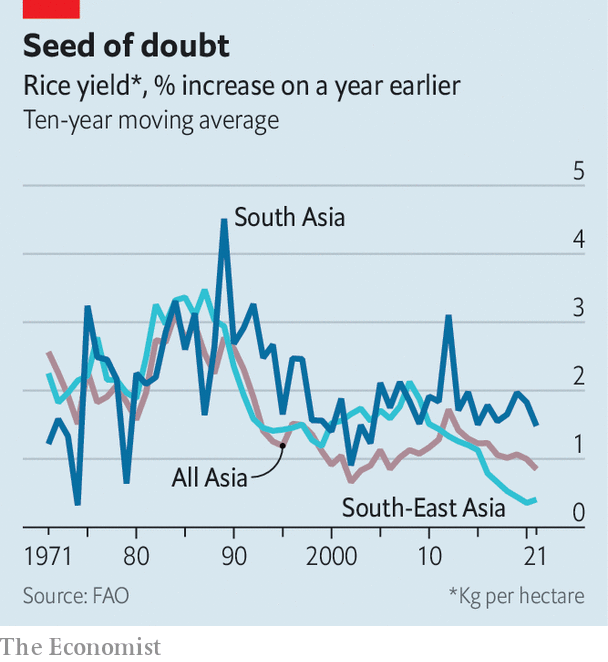 Seed of doubt
Rice yield*, % increase on a year earlier
Ten-year moving average
5
South Asia
4
3
2
1
All Asia
South-East Asia
0
1971 80 90 2000 10 21
Source: FAO *Kg per hectare
The Economist